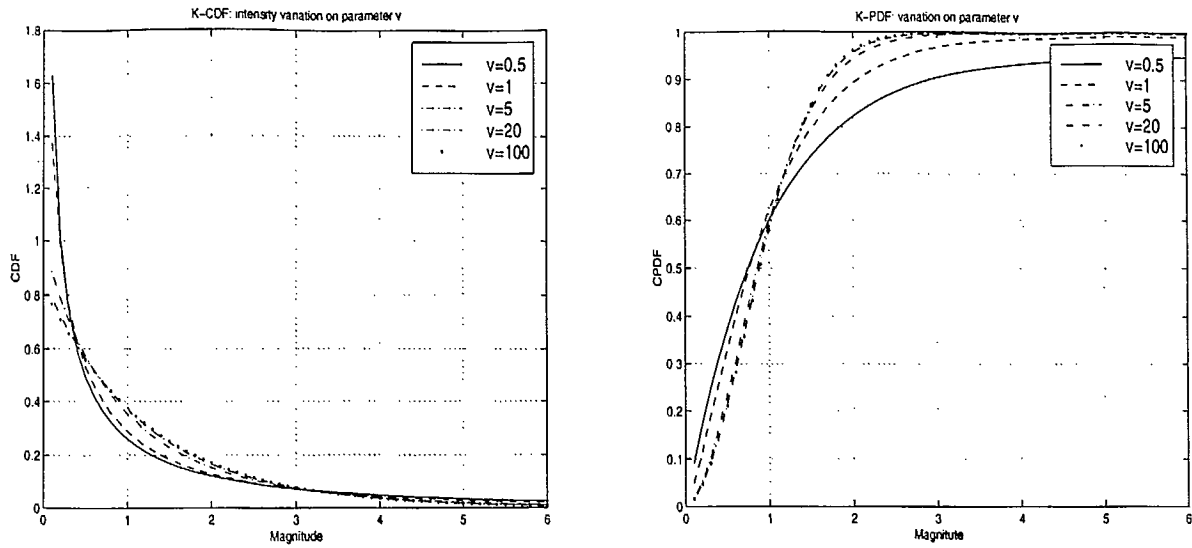 K-CDF: intensity vanation on parameter v
1.8
1.6
1.4
1.2
1
0.8
0.6
0.4
0.2
0
CDF
0
1
2
3
4
5
6
Magnitude
v=0.5
v=1
v=5
v=20
v=100
K-PDF: vanation on parameter v
1
0.9
0.8
0.7
0.6
0.5
0.4
0.3
0.2
0.1
0
CPDF
0
1
2
3
4
5
6
Magnitute
v=0.5
v=1
v=5
v=20
v=100